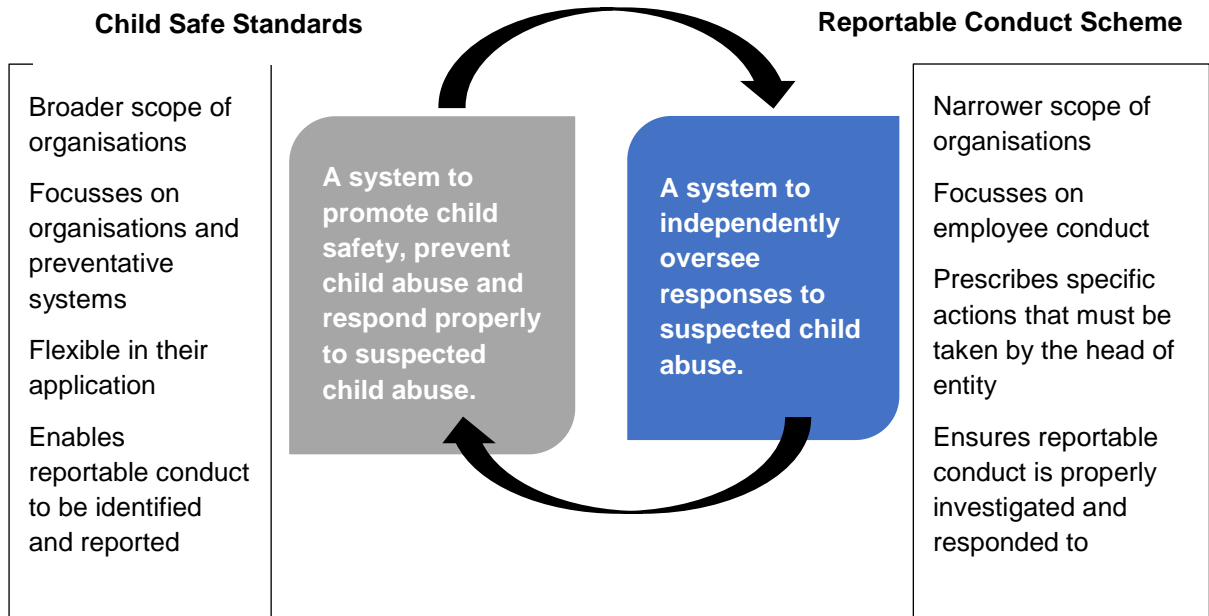 Child Safe Standards
Broader scope of
organisations
Focusses on
organisations and
preventative
systems
Flexible in their
application
Enables
reportable conduct
to be identified
and reported
A system to
promote child
safety, prevent
child abuse and
respond properly
to suspected
child abuse.
A system to
independently
oversee
responses to
suspected child
abuse.
Reportable Conduct Scheme
Narrower scope of
organisations
Focusses on
employee conduct
Prescribes specific
actions that must be
taken by the head of
entity
Ensures reportable
conduct is properly
investigated and
responded to